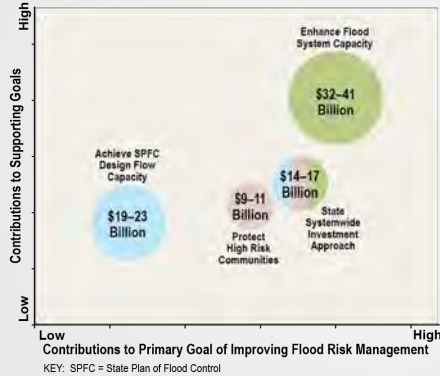 High
Contributions to Supporting Goals
Low
Enhance Flood
System Capacity
$32–41
Billion
Achieve SPFC
Design Flow
Capacity
$19–23
Billion
$9–11
Billion
Protect
High Risk
Communities
$14–17
Billion
State
Systemwide
Investment
Approach
Low
High
Contributions to Primary Goal of Improving Flood Risk Management
KEY: SPFC = State Plan of Flood Control